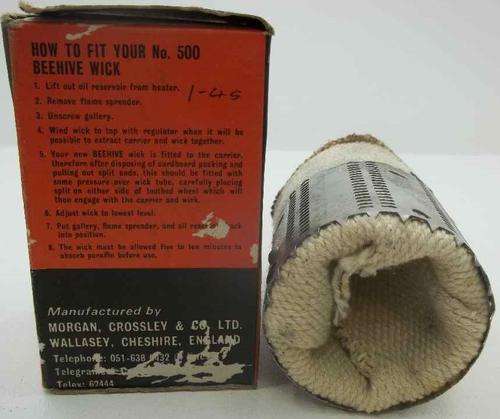 HOW TO FIT YOUR No. 500
BEEHIVE WICK
1. Lift out oil reservoir from heater.
1-45
2. Remove flame spreader.
3. Unscrew gallery.
4. Wind wick to top with regulator when it will be
possible to extract carrier and wick together.
5. Your new BEEHIVE wick is fitted to the carrier,
therefore after disposing of cardboard packing and
pulling out split ends, this should be fitted with
some pressure over wick tube, carefully placing
split on either side of toothed wheel which will
then engage with the carrier and wick.
6. Adjust wick to lowest level.
7. Put gallery, flame spreader, and oil back
into position.
8. The wick must be allowed five to ten minutes to
absorb paraffin before use.
Manufactured by
MORGAN, CROSSLEY & CO. LTD.
WALLASEY, CHESHIRE, ENGLAND
Telephone: 051-638
Telegrams
Telex: 62444